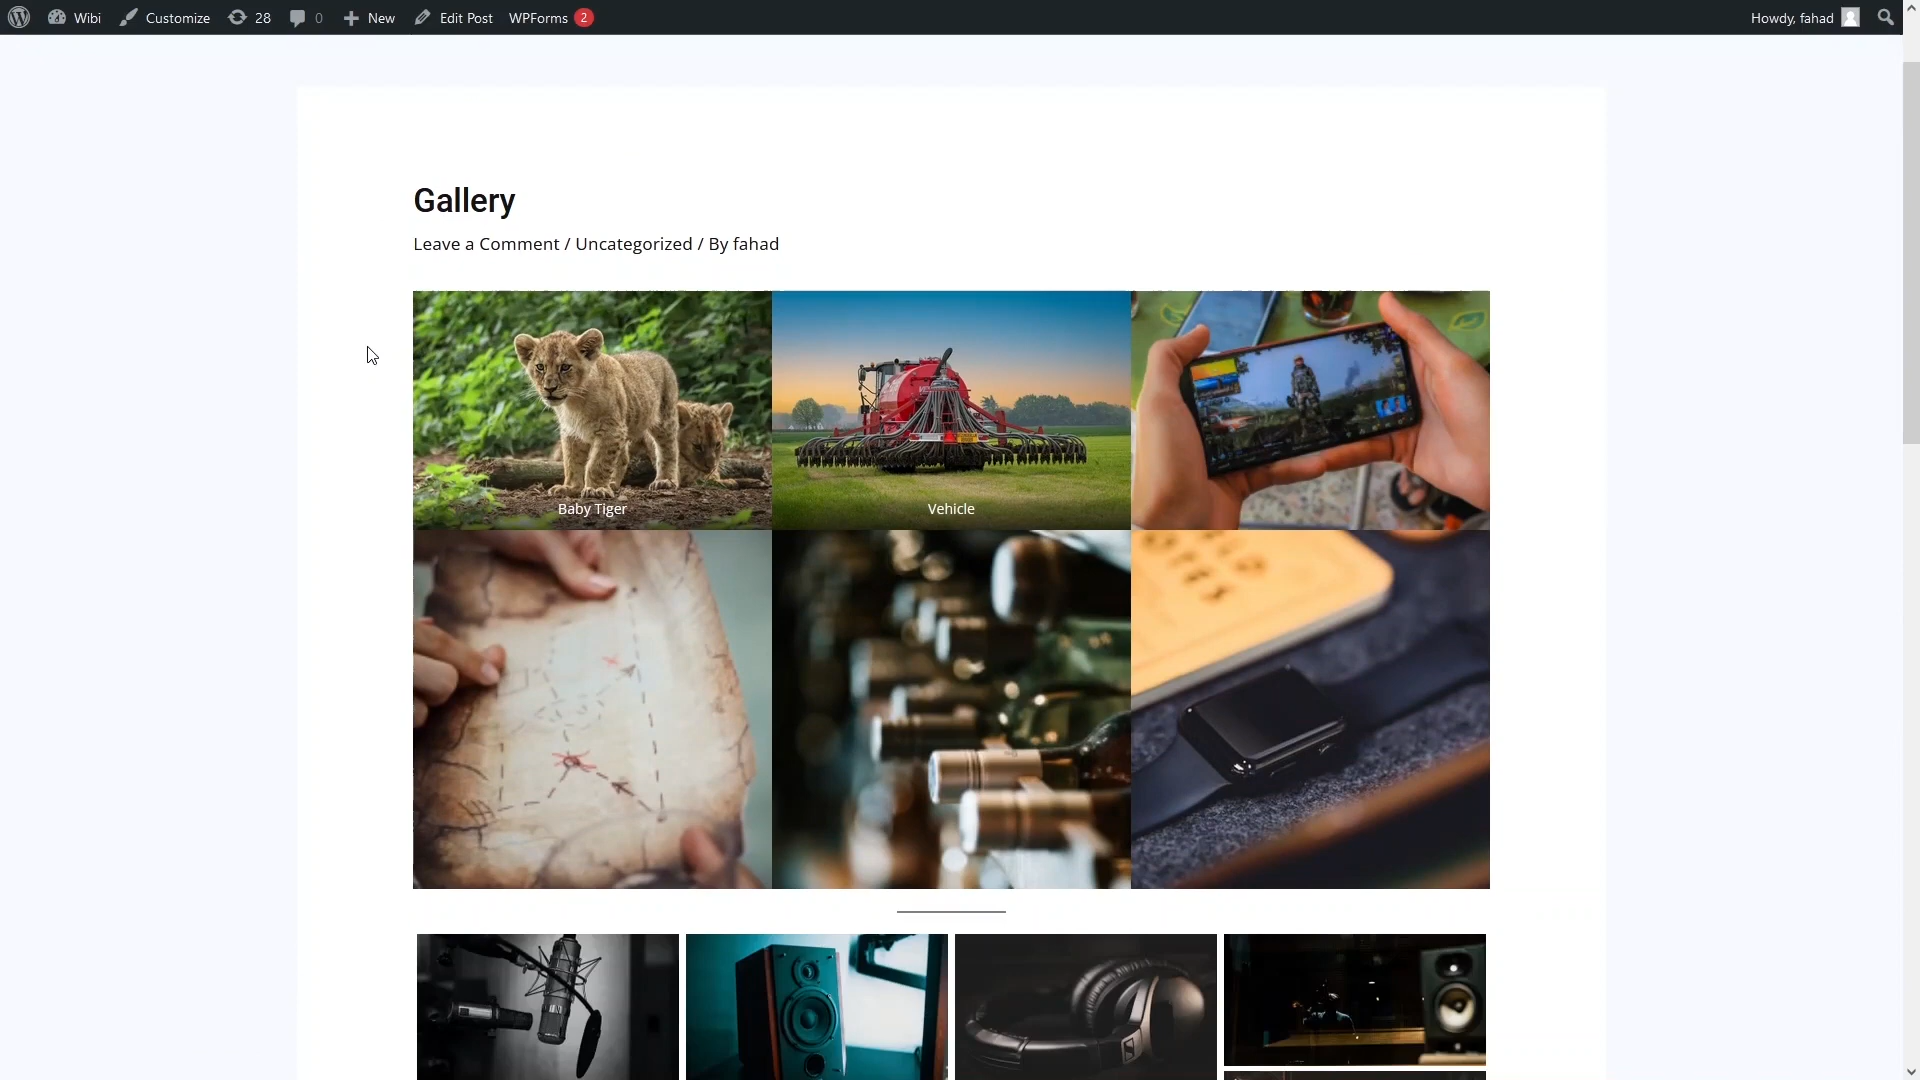 Wibi Customize 28 0 New Edit Post WPForms 2 Howdy, fahad
Gallery
Leave a Comment / Uncategorized / By fahad
Baby Tiger
Vehicle